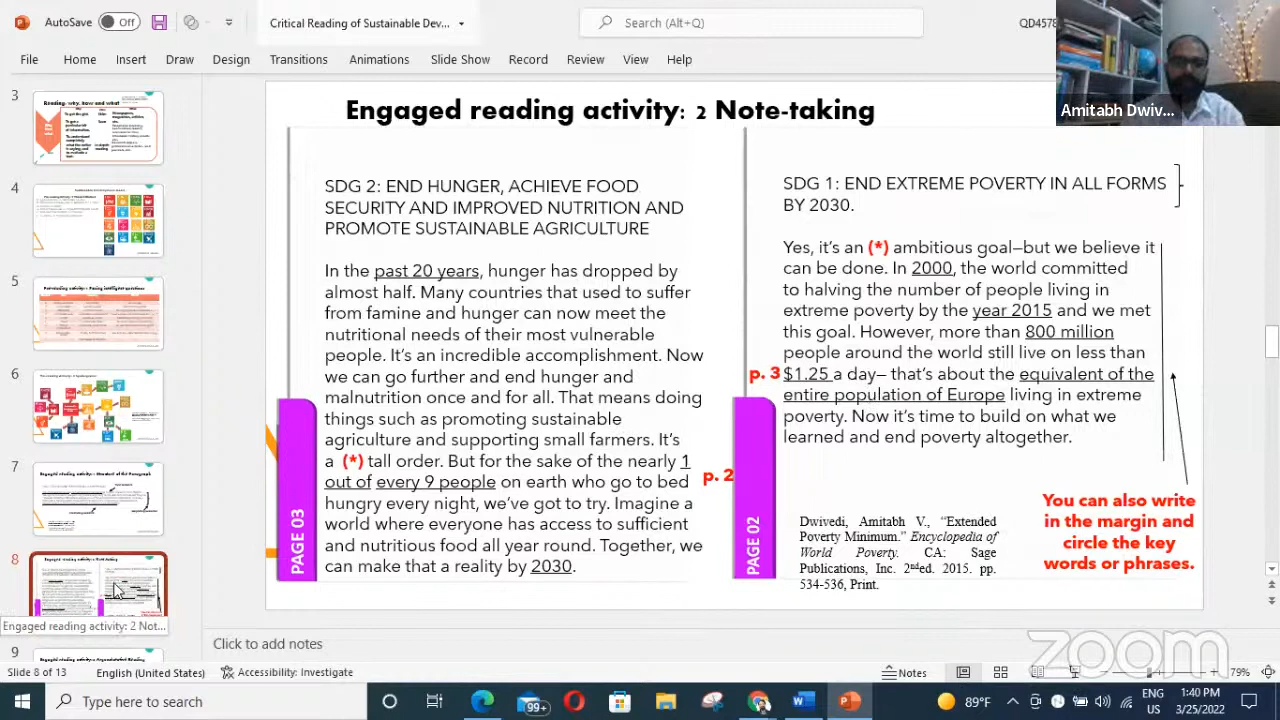 AutoSave Off
Critical Reading of Sustainable Dev...
Search (Alt+Q)
QD4578
File Home Insert Draw Design Transitions Animations Slide Show Record Review View Help
Amitabh Dwiv...
3
Reading: why, how and what
4
5
6
7
8
Engaged reading activity: 2 Not...
9
Engaged reading activity: 2 Note-taking
SDG 2: END HUNGER, ACHIEVE FOOD
SECURITY AND IMPROVED NUTRITION AND
PROMOTE SUSTAINABLE AGRICULTURE
In the past 20 years, hunger has dropped by
almost half. Many countries that used to suffer
from famine and hunger can now meet the
nutritional needs of their most vulnerable
people. It's an incredible accomplishment. Now
we can go further and end hunger and
malnutrition once and for all. That means doing
things such as promoting sustainable
agriculture and supporting small farmers. It's
a (*) tall order. But for the sake of the nearly 1
out of every 9 people on earth who go to bed
hungry every night, we've got to try. Imagine a
world where everyone has access to sufficient
and nutritious food all year round. Together, we
can make that a reality by 2030.
PAGE 03
p. 2
SDG 1: END EXTREME POVERTY IN ALL FORMS
BY 2030.
Yes, it's an (*) ambitious goal—but we believe it
can be done. In 2000, the world committed
to halving the number of people living in
extreme poverty by the year 2015 and we met
this goal. However, more than 800 million
people around the world still live on less than
p. 3 $1.25 a day— that's about the equivalent of the
entire population of Europe living in extreme
poverty. Now it's time to build on what we
learned and end poverty altogether.
PAGE 02
Dwivedi, Amitabh V., "Extended
Poverty Minimum." Encyclopedia of
World Poverty. CA. Sage
Publications, Inc. 2nd ed. 2015. pp.
534-536, Print.
You can also write
in the margin and
circle the key
words or phrases.
Click to add notes
zoom
Slide 8 of 13 English (United States) Accessibility: Investigate Notes 79%
Type here to search
99+
89°F
ENG
US
1:40 PM
3/25/2022